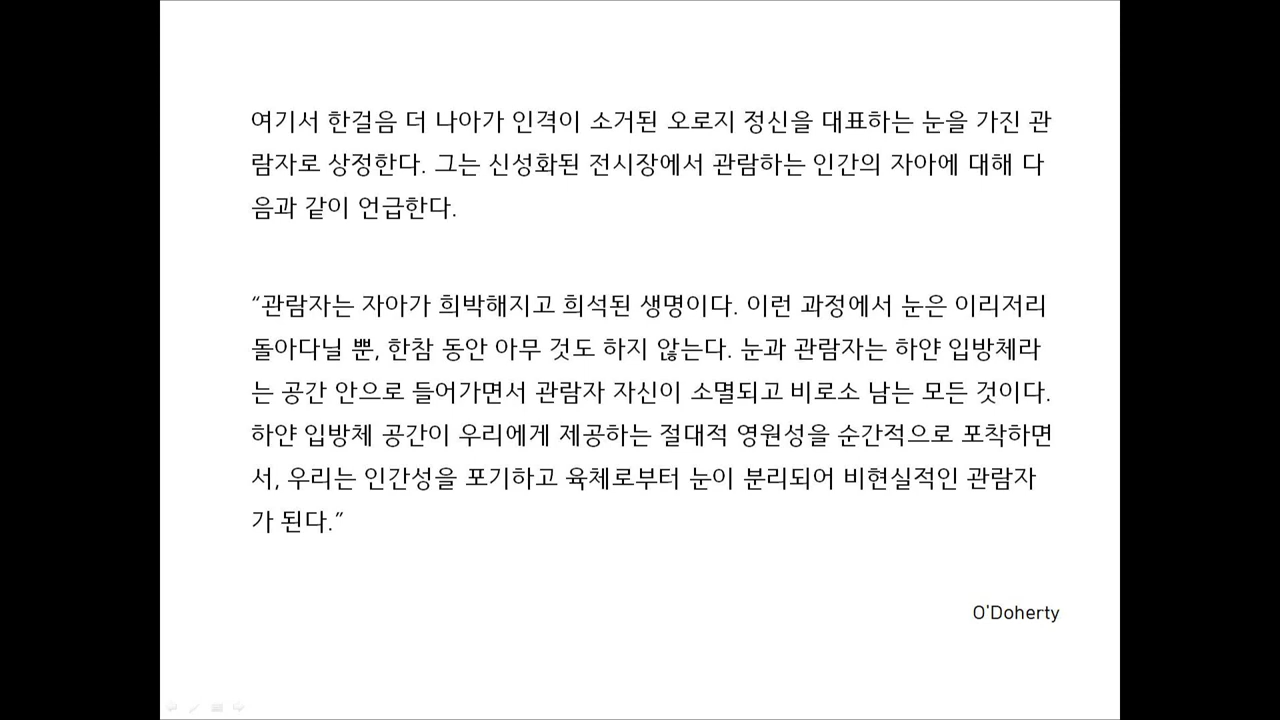 여기서 한걸음 더 나아가 인격이 소거된 오로지 정신을 대표하는 눈을 가진 관
람자로 상정한다. 그는 신성화된 전시장에서 관람하는 인간의 자아에 대해 다
음과 같이 언급한다.
“관람자는 자아가 희박해지고 희석된 생명이다. 이런 과정에서 눈은 이리저리
돌아다닐 뿐, 한참 동안 아무 것도 하지 않는다. 눈과 관람자는 하얀 입방체라
는 공간 안으로 들어가면서 관람자 자신이 소멸되고 비로소 남는 모든 것이다.
하얀 입방체 공간이 우리에게 제공하는 절대적 영원성을 순간적으로 포착하면
서, 우리는 인간성을 포기하고 육체로부터 눈이 분리되어 비현실적인 관람자
가 된다.”
O'Doherty